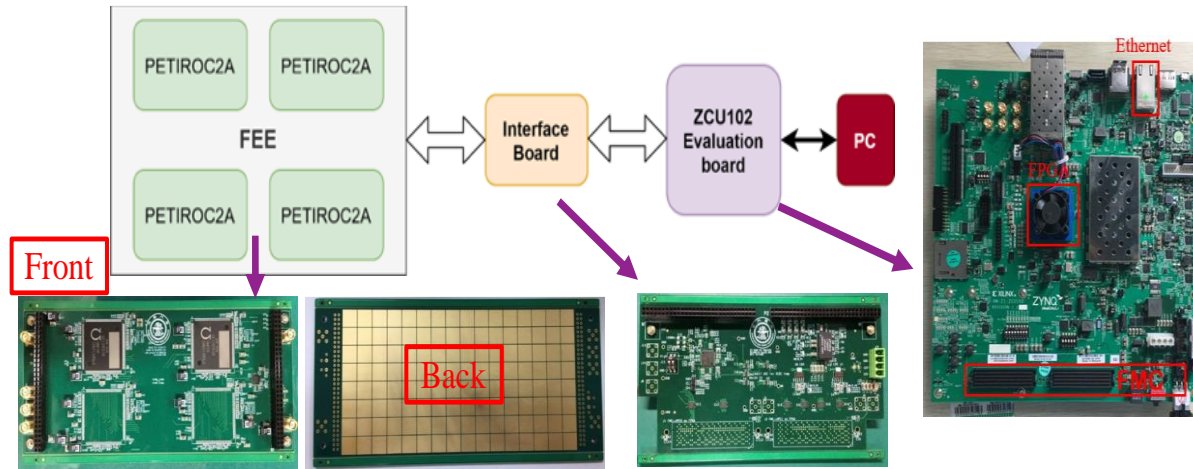 PETIROC2A
PETIROC2A
FEE
PETIROC2A
PETIROC2A
Interface
Board
ZCU102
Evaluation
board
PC
Ethernet
FPGA
Front
Back
XILINX
ZYNQ
FMC